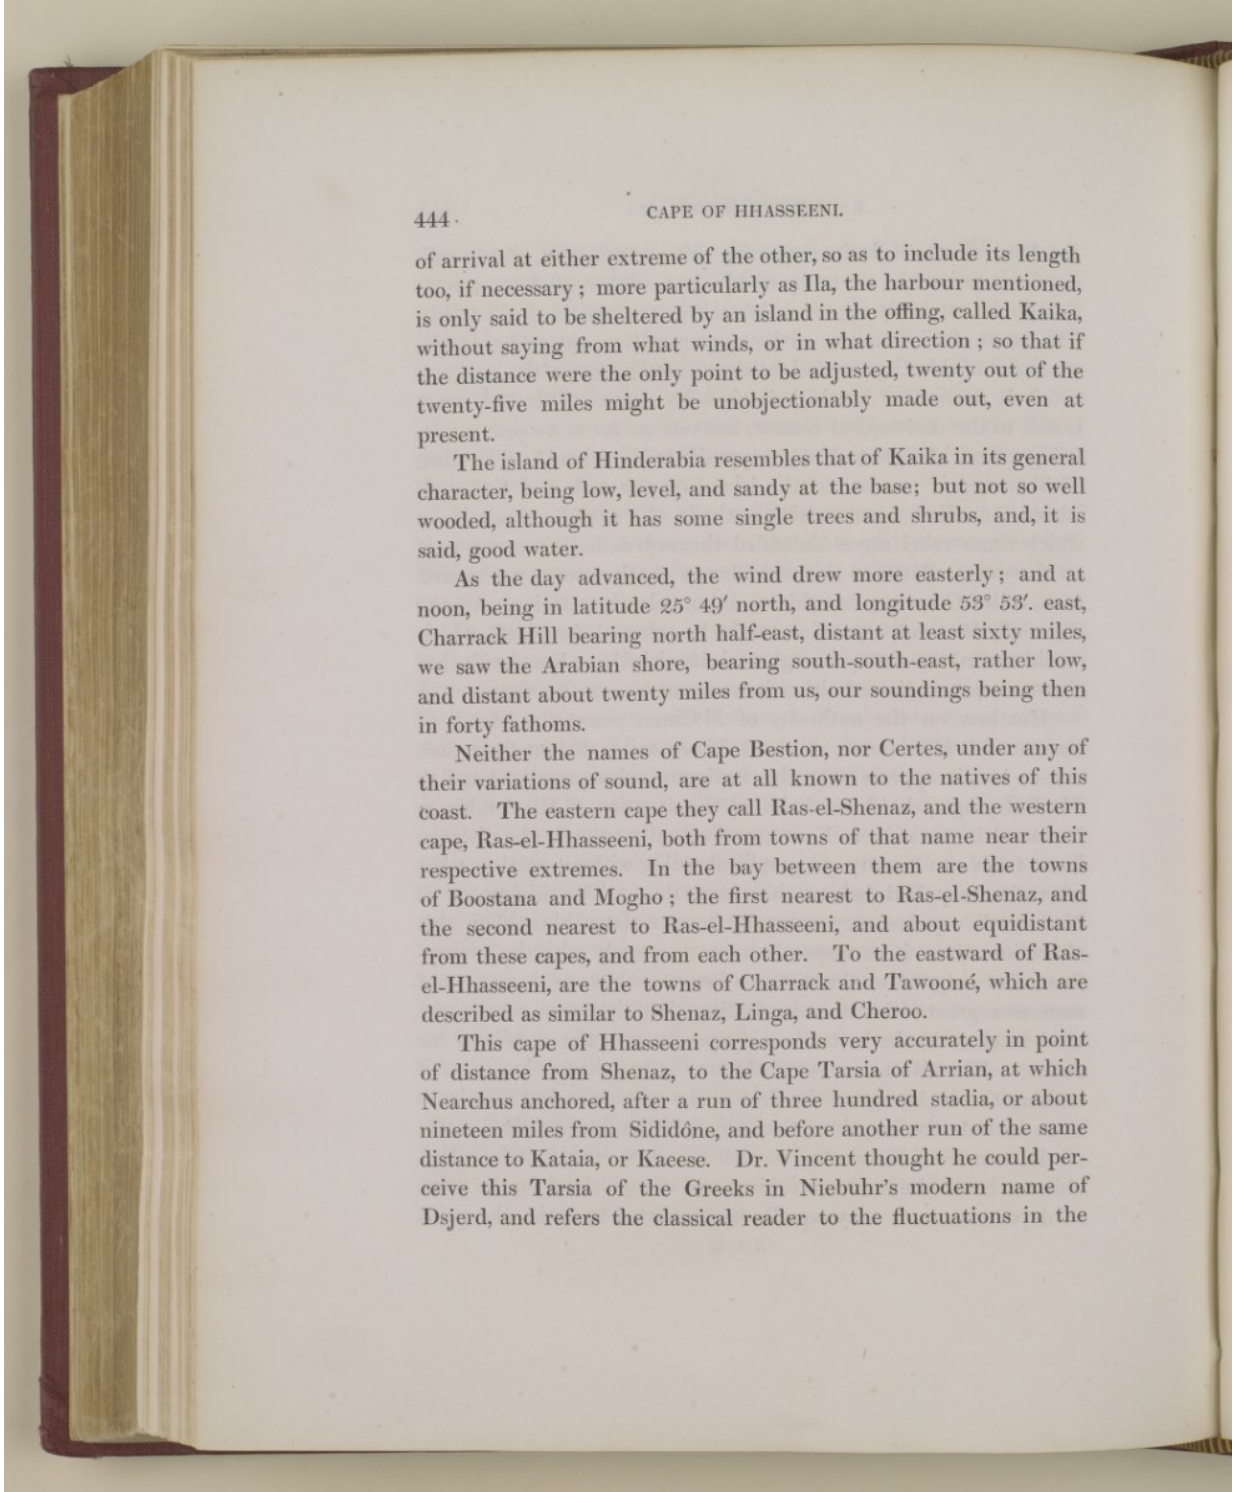 444
CAPE OF HHASSEENI.
of arrival at either extreme of the other, so as to include its length
too, if necessary ; more particularly as Ila, the harbour mentioned,
is only said to be sheltered by an island in the offing, called Kaika,
without saying from what winds, or in what direction ; so that if
the distance were the only point to be adjusted, twenty out of the
twenty-five miles might be unobjectionably made out, even at
present.
The island of Hinderabia resembles that of Kaika in its general
character, being low, level, and sandy at the base; but not so well
wooded, although it has some single trees and shrubs, and, it is
said, good water.
As the day advanced, the wind drew more easterly ; and at
noon, being in latitude 25° 49′ north, and longitude 53° 53′. east,
Charrack Hill bearing north half-east, distant at least sixty miles,
we saw the Arabian shore, bearing south-south-east, rather low,
and distant about twenty miles from us, our soundings being then
in forty fathoms.
Neither the names of Cape Bestion, nor Certes, under any of
their variations of sound, are at all known to the natives of this
coast. The eastern cape they call Ras-el-Shenaz, and the western
cape, Ras-el-Hhasseeni, both from towns of that name near their
respective extremes. In the bay between them are the towns
of Boostana and Mogho ; the first nearest to Ras-el-Shenaz, and
the second nearest to Ras-el-Hhasseeni, and about equidistant
from these capes, and from each other. To the eastward of Ras-
el-Hhasseeni, are the towns of Charrack and Tawooné, which are
described as similar to Shenaz, Linga, and Cheroo.
This cape of Hhasseeni corresponds very accurately in point
of distance from Shenaz, to the Cape Tarsia of Arrian, at which
Nearchus anchored, after a run of three hundred stadia, or about
nineteen miles from Sididône, and before another run of the same
distance to Kataia, or Kaeese. Dr. Vincent thought he could per-
ceive this Tarsia of the Greeks in Niebuhr's modern name of
Dsjerd, and refers the classical reader to the fluctuations in the